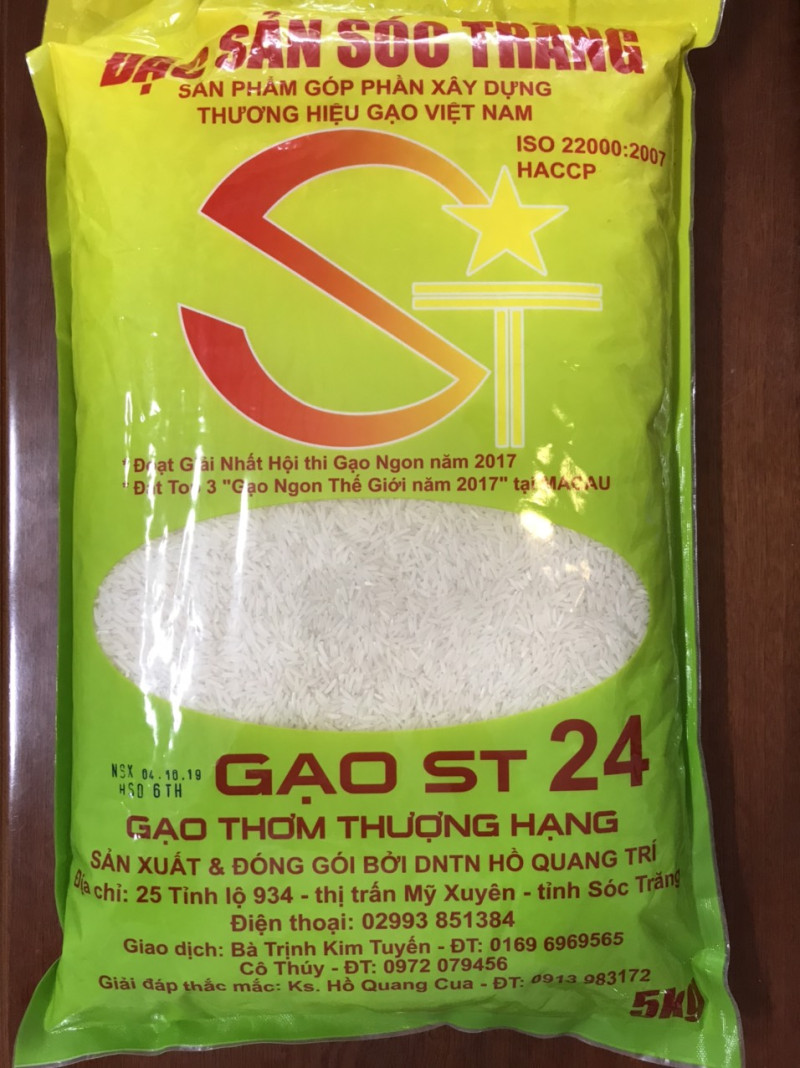 ĐẶC SẢN SÓC TRĂNG
SẢN PHẨM GÓP PHẦN XÂY DỰNG
THƯƠNG HIỆU GẠO VIỆT NAM
ISO 22000:2007
HACCP
ST
* Đoạt Giải Nhất Hội thi Gạo Ngon năm 2017
* Đạt Top 3 "Gạo Ngon Thế Giới năm 2017" tại MACAU
NSX 04.10.19
HSD 6TH
GẠO ST 24
GẠO THƠM THƯỢNG HẠNG
SẢN XUẤT & ĐÓNG GÓI BỞI DNTN HỒ QUANG TRÍ
Địa chỉ: 25 Tỉnh lộ 934 - thị trấn Mỹ Xuyên - tỉnh Sóc Trăng
Điện thoại: 02993 851384
Giao dịch: Bà Trịnh Kim Tuyến - ĐT: 0169 6969565
Cô Thúy - ĐT: 0972 079456
Giải đáp thắc mắc: Ks. Hồ Quang Cua - ĐT: 0913 983172
5kg